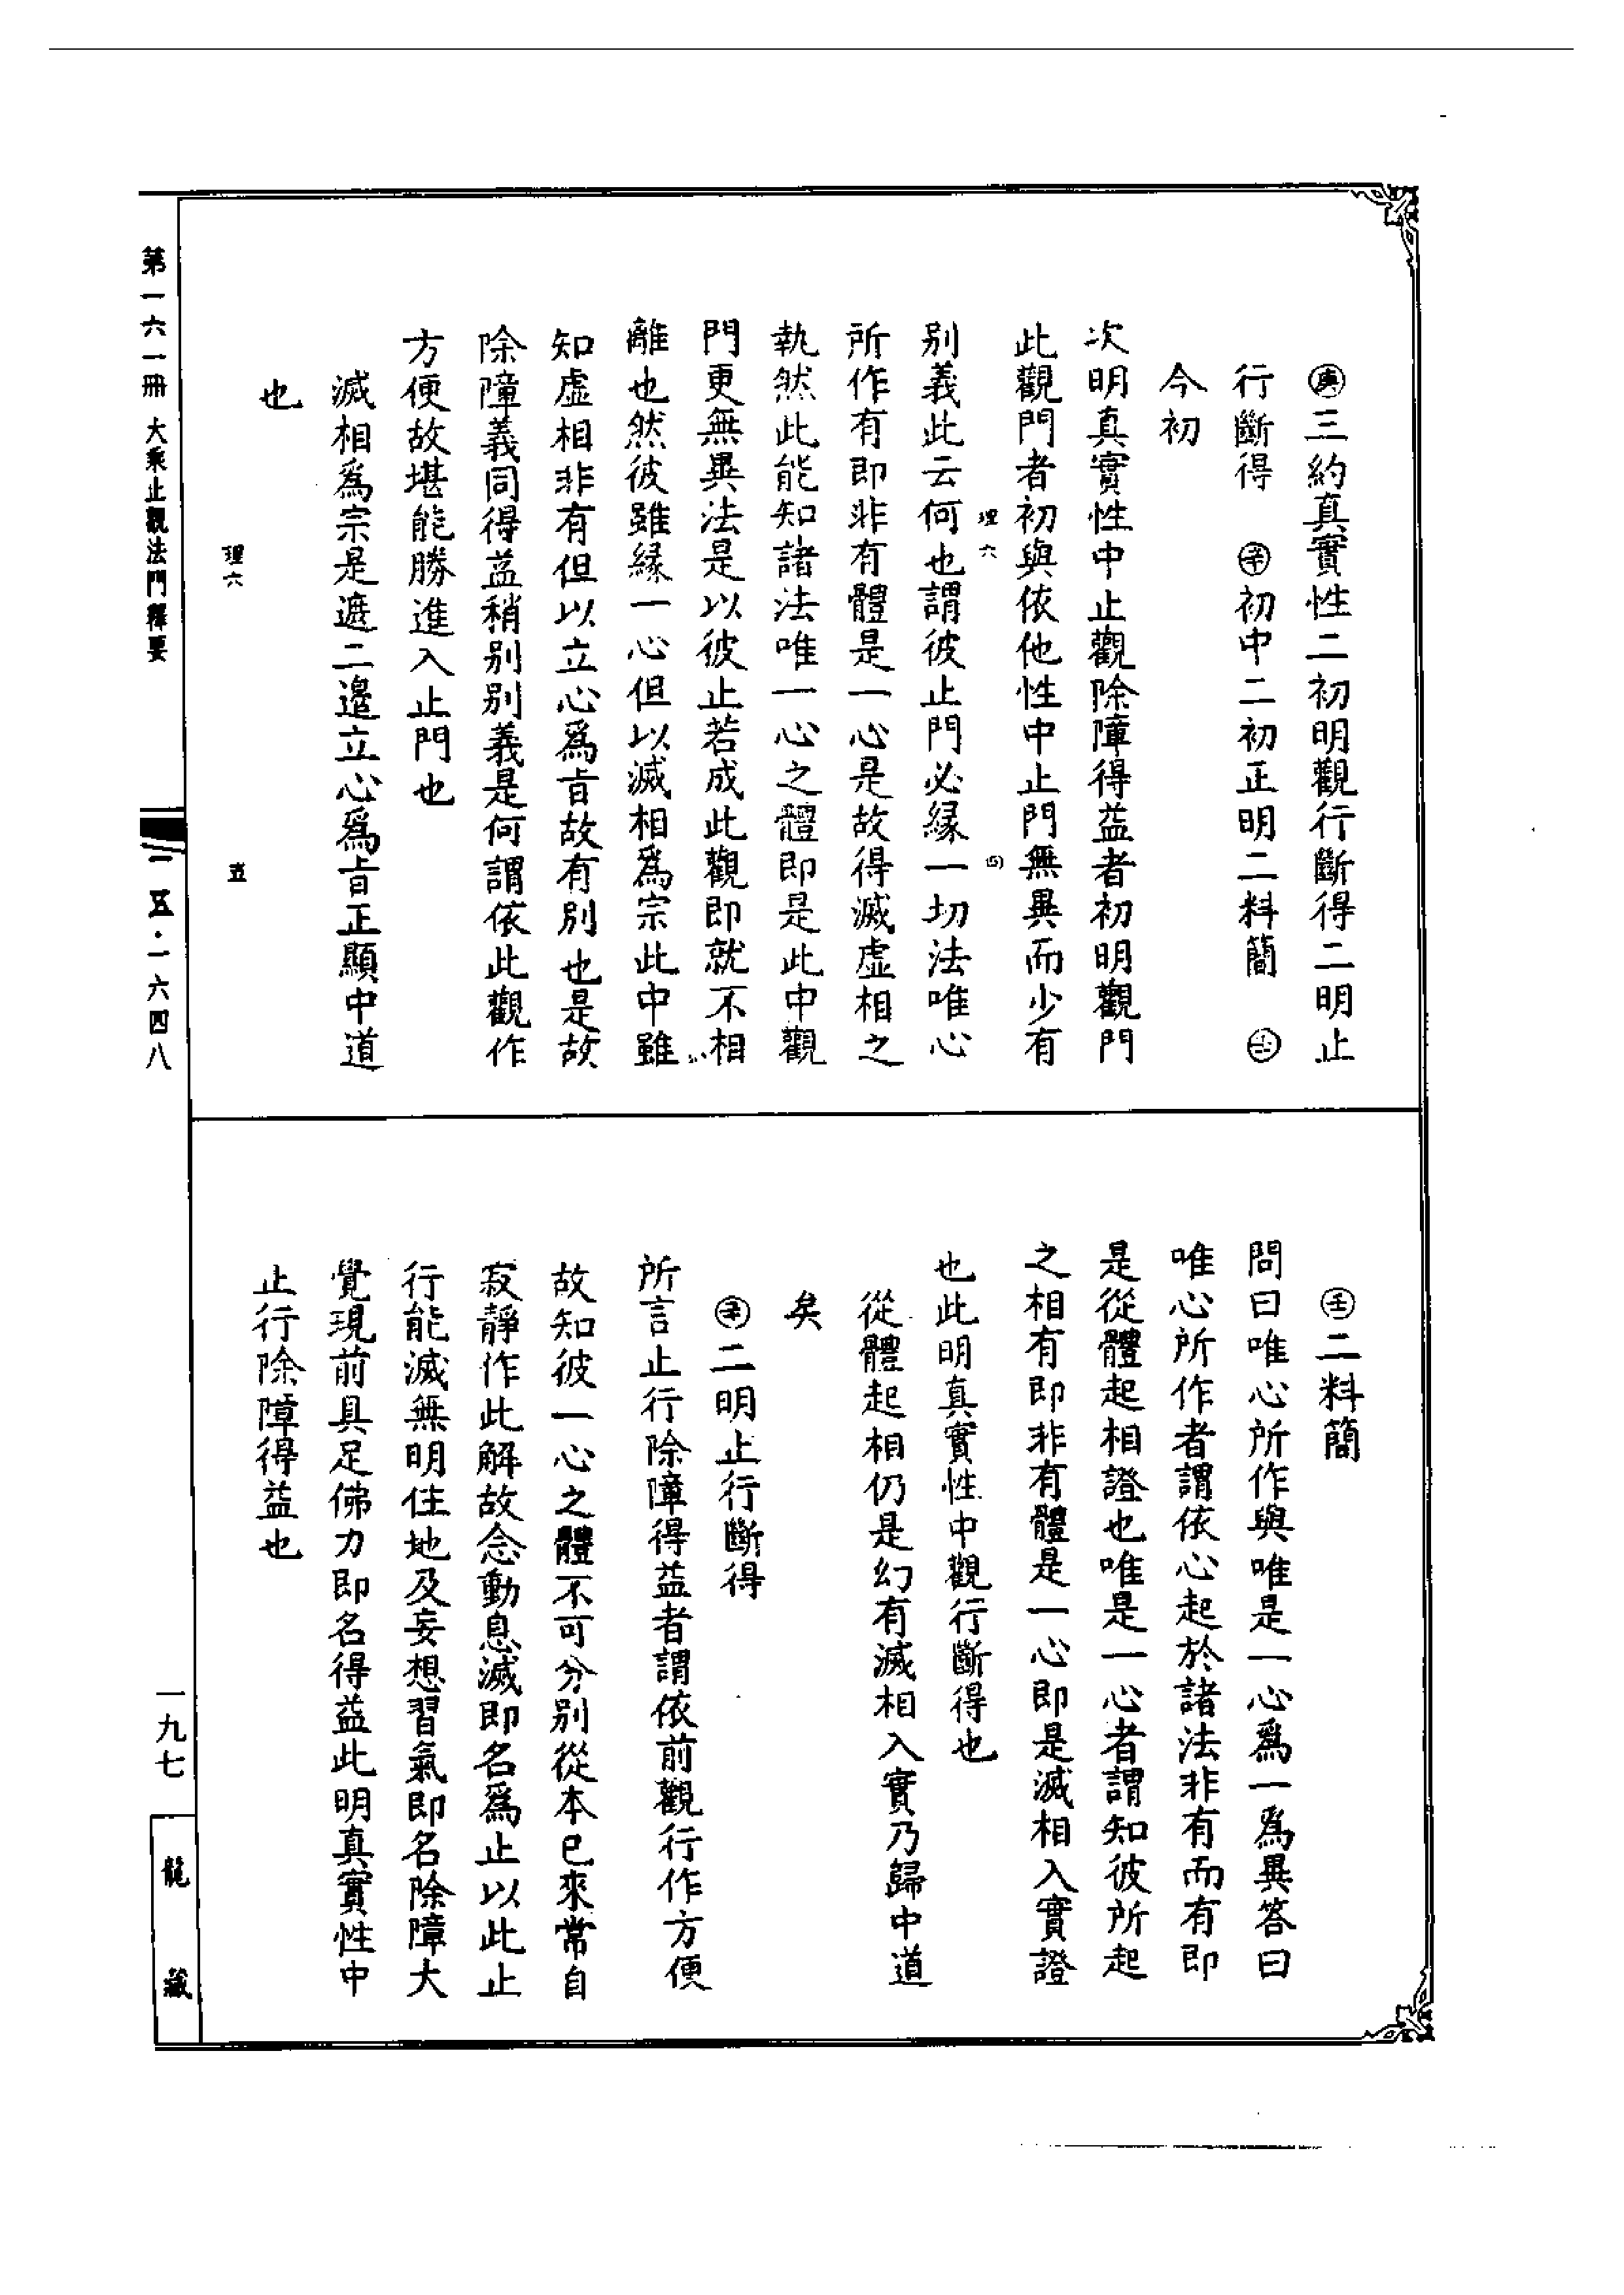 ㊎三約真實性二初明觀行斷得二明止
行斷得　㊛初中二初正明二料簡　㊋
今初
次明真實性中止觀除障得益者初明觀門
此觀門者初與依他性中止門無異而少有
理六　四
別義此云何也謂彼止門必緣一切法唯心
所作有即非有體是一心是故得滅虛相之
執然此能知諸法唯一心之體即是此中觀
門更無異法是以彼止若成此觀即就不相
離也然彼雖緣一心但以滅相爲宗此中雖
知虛相非有但以立心爲旨故有別也是故
除障義同得益稍別別義是何謂依此觀作
方便故堪能勝進入止門也
滅相爲宗是遮二邊立心爲旨正顯中道
也
理六　五
㊋二料簡
問曰唯心所作與唯是一心爲一爲異答曰
唯心所作者謂依心起於諸法非有而有即
是從體起相證也唯是一心者謂知彼所起
之相有即非有體是一心即是滅相入實證
也此明真實性中觀行斷得也
從體起相仍是幻有滅相入實乃歸中道
矣
㊛二明止行斷得
所言止行除障得益者謂依前觀行作方便
故知彼一心之體不可分別從本已來常自
寂靜作此解故念動息滅即名爲止以此止
行能滅無明住地及妄想習氣即名除障大
覺現前具足佛力即名得益此明真實性中
止行除障得益也
第一六一冊　大乘止觀法門釋要
一五·一六四八
一九七
龍藏